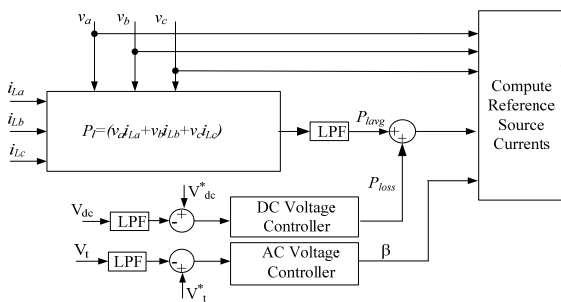 v_a v_b v_c
i_La
i_Lb
i_Lc
P_l=(v_a i_La+v_b i_Lb+v_c i_Lc)
LPF
P_lavg
+
+
Compute
Reference
Source
Currents
P_loss
V*_dc
V_dc
LPF
-
+
DC Voltage
Controller
V_t
LPF
-
+
AC Voltage
Controller
β
V*_t